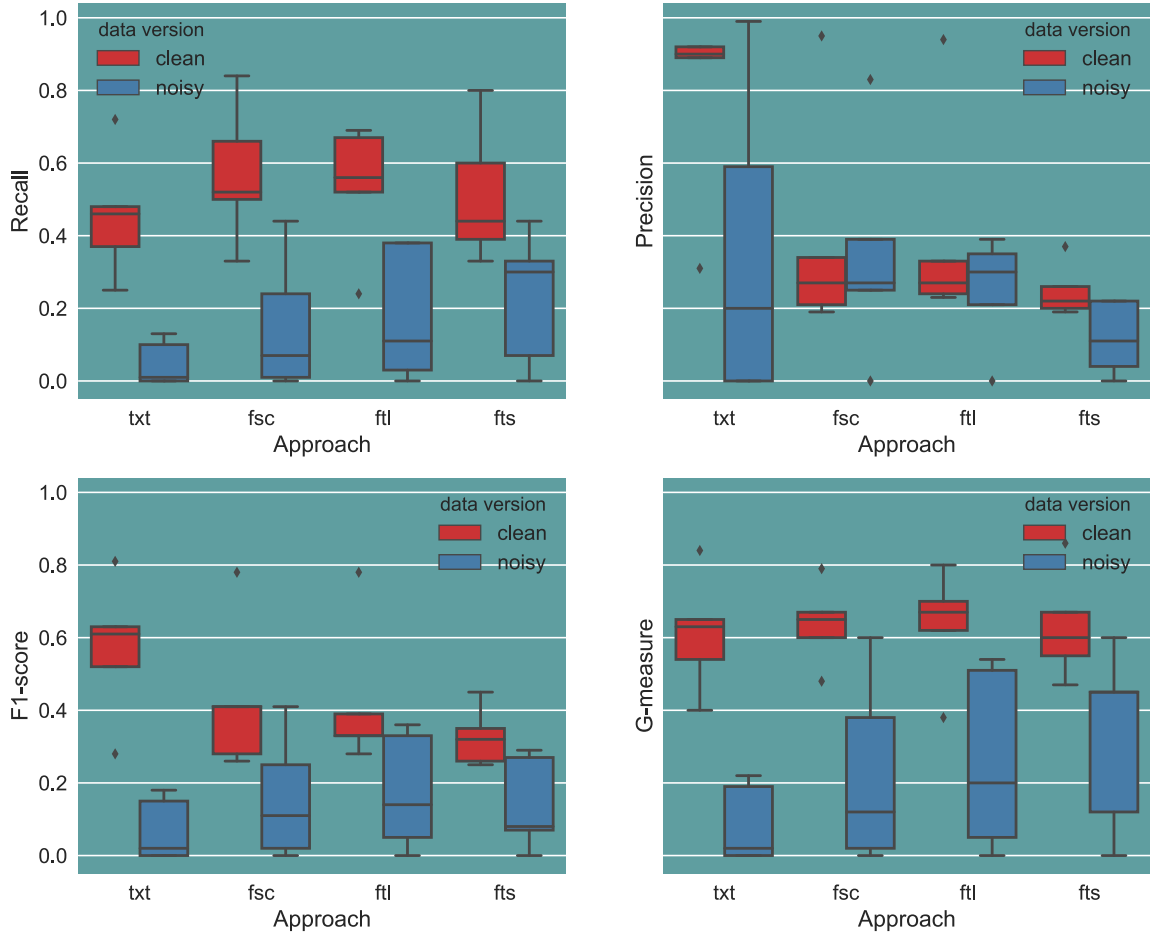 1.0
0.8
0.6
0.4
0.2
0.0
Recall
data version
clean
noisy
txt fsc ftl fts
Approach
Precision
data version
clean
noisy
txt fsc ftl fts
Approach
1.0
0.8
0.6
0.4
0.2
0.0
F1-score
data version
clean
noisy
txt fsc ftl fts
Approach
G-measure
data version
clean
noisy
txt fsc ftl fts
Approach